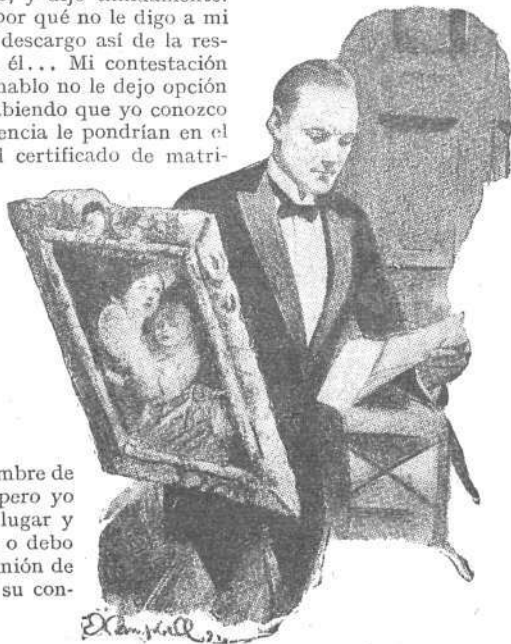 , y dijo tímidamente:
por qué no le digo a mi
descargo así de la res-
él... Mi contestación
hablo no le dejo opción
abiendo que yo conozco
encia le pondrían en el
l certificado de matri-
mbre de
pero yo
lugar y
o debo
nión de
su con-